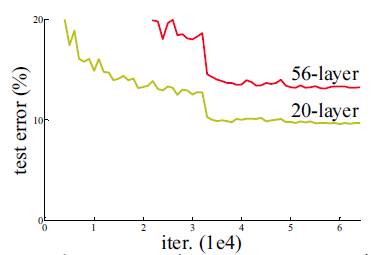 20
56-layer
20-layer
10
test error (%)
0
0 1 2 3 4 5 6
iter. (1e4)